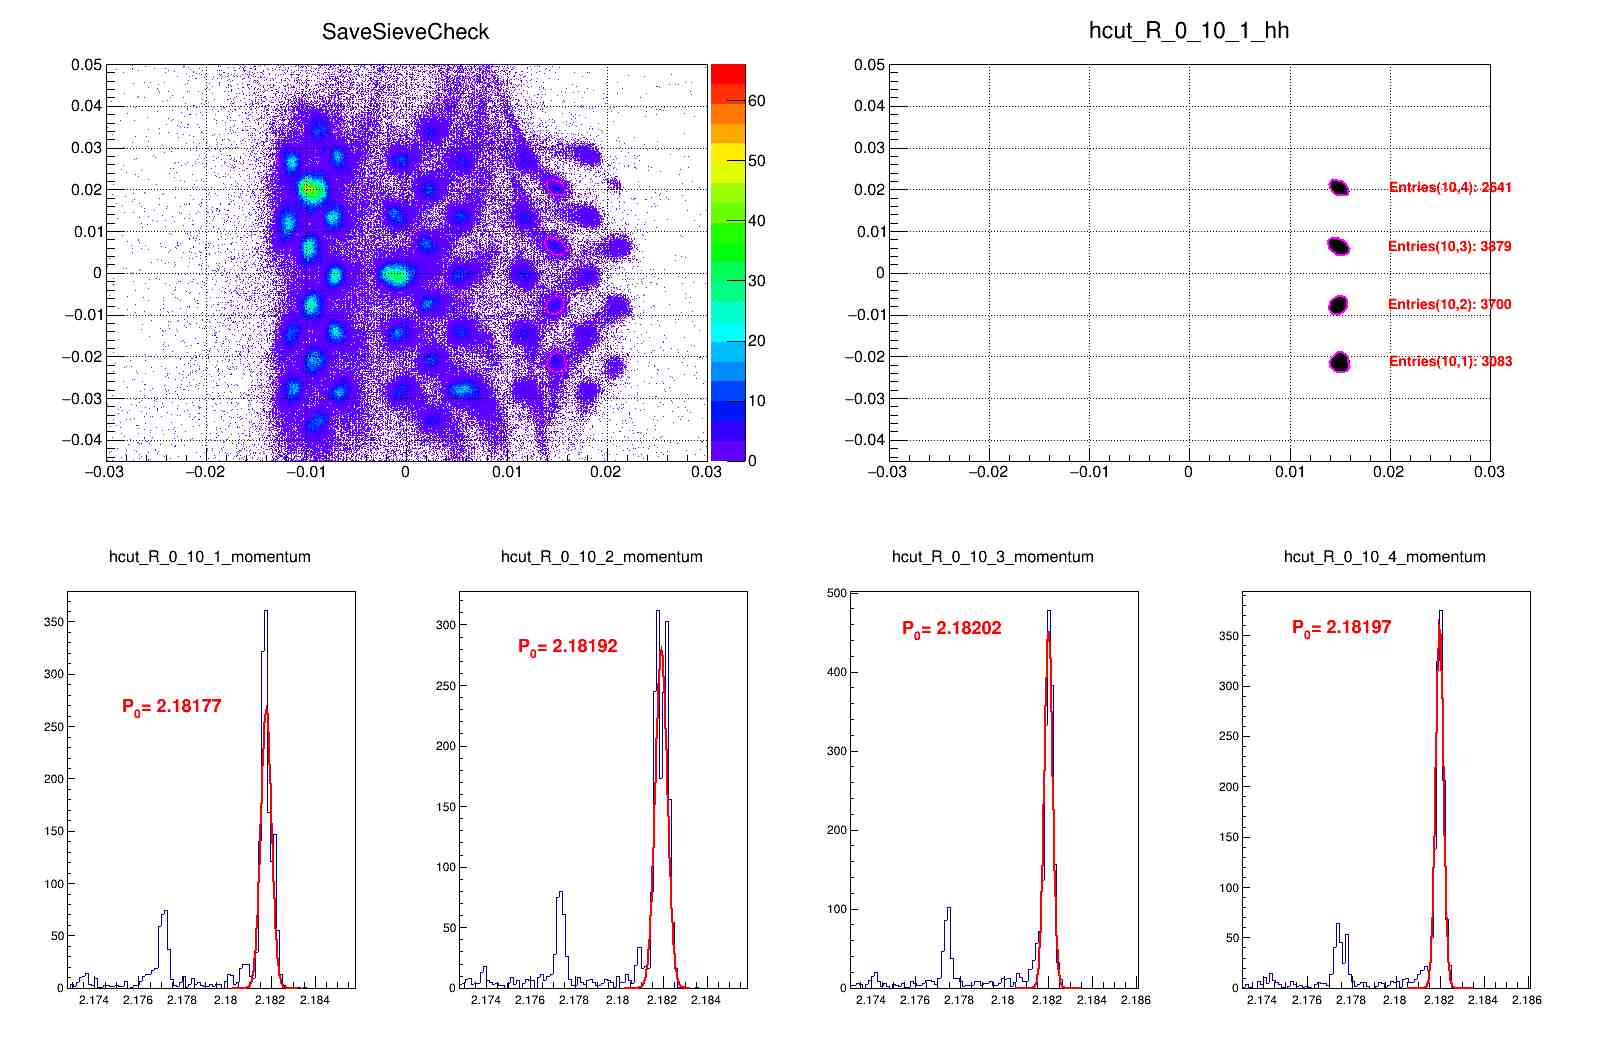 SaveSieveCheck
0.05
0.04
0.03
0.02
0.01
0
−0.01
−0.02
−0.03
−0.04
−0.03 −0.02 −0.01 0 0.01 0.02 0.03
60
50
40
30
20
10
0
hcut_R_0_10_1_hh
0.05
0.04
0.03
0.02
0.01
0
−0.01
−0.02
−0.03
−0.04
−0.03 −0.02 −0.01 0 0.01 0.02 0.03
Entries(10,4): 2641
Entries(10,3): 3879
Entries(10,2): 3700
Entries(10,1): 3083
hcut_R_0_10_1_momentum
350
300
250
200
150
100
50
0
P0= 2.18177
2.174 2.176 2.178 2.18 2.182 2.184
hcut_R_0_10_2_momentum
300
250
200
150
100
50
0
P0= 2.18192
2.174 2.176 2.178 2.18 2.182 2.184
hcut_R_0_10_3_momentum
500
400
300
200
100
0
P0= 2.18202
2.174 2.176 2.178 2.18 2.182 2.184 2.186
hcut_R_0_10_4_momentum
350
300
250
200
150
100
50
0
P0= 2.18197
2.174 2.176 2.178 2.18 2.182 2.184 2.186